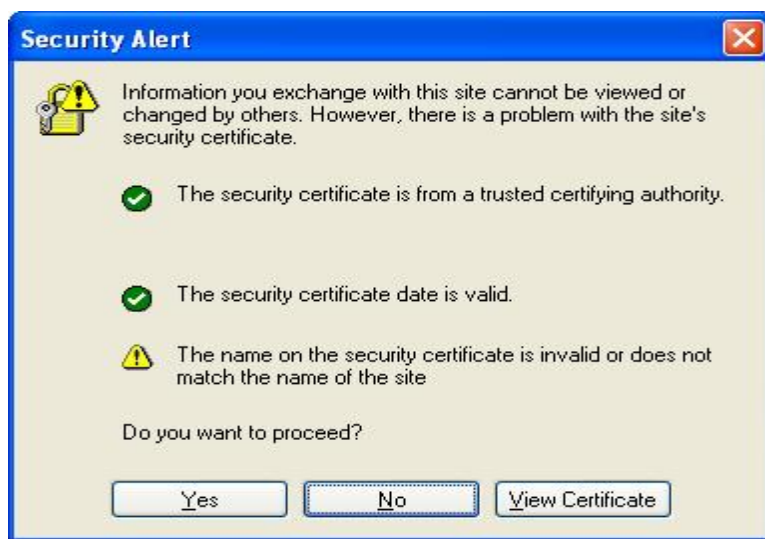 Security Alert
Information you exchange with this site cannot be viewed or
changed by others. However, there is a problem with the site's
security certificate.
The security certificate is from a trusted certifying authority.
The security certificate date is valid.
The name on the security certificate is invalid or does not
match the name of the site
Do you want to proceed?
Yes No View Certificate